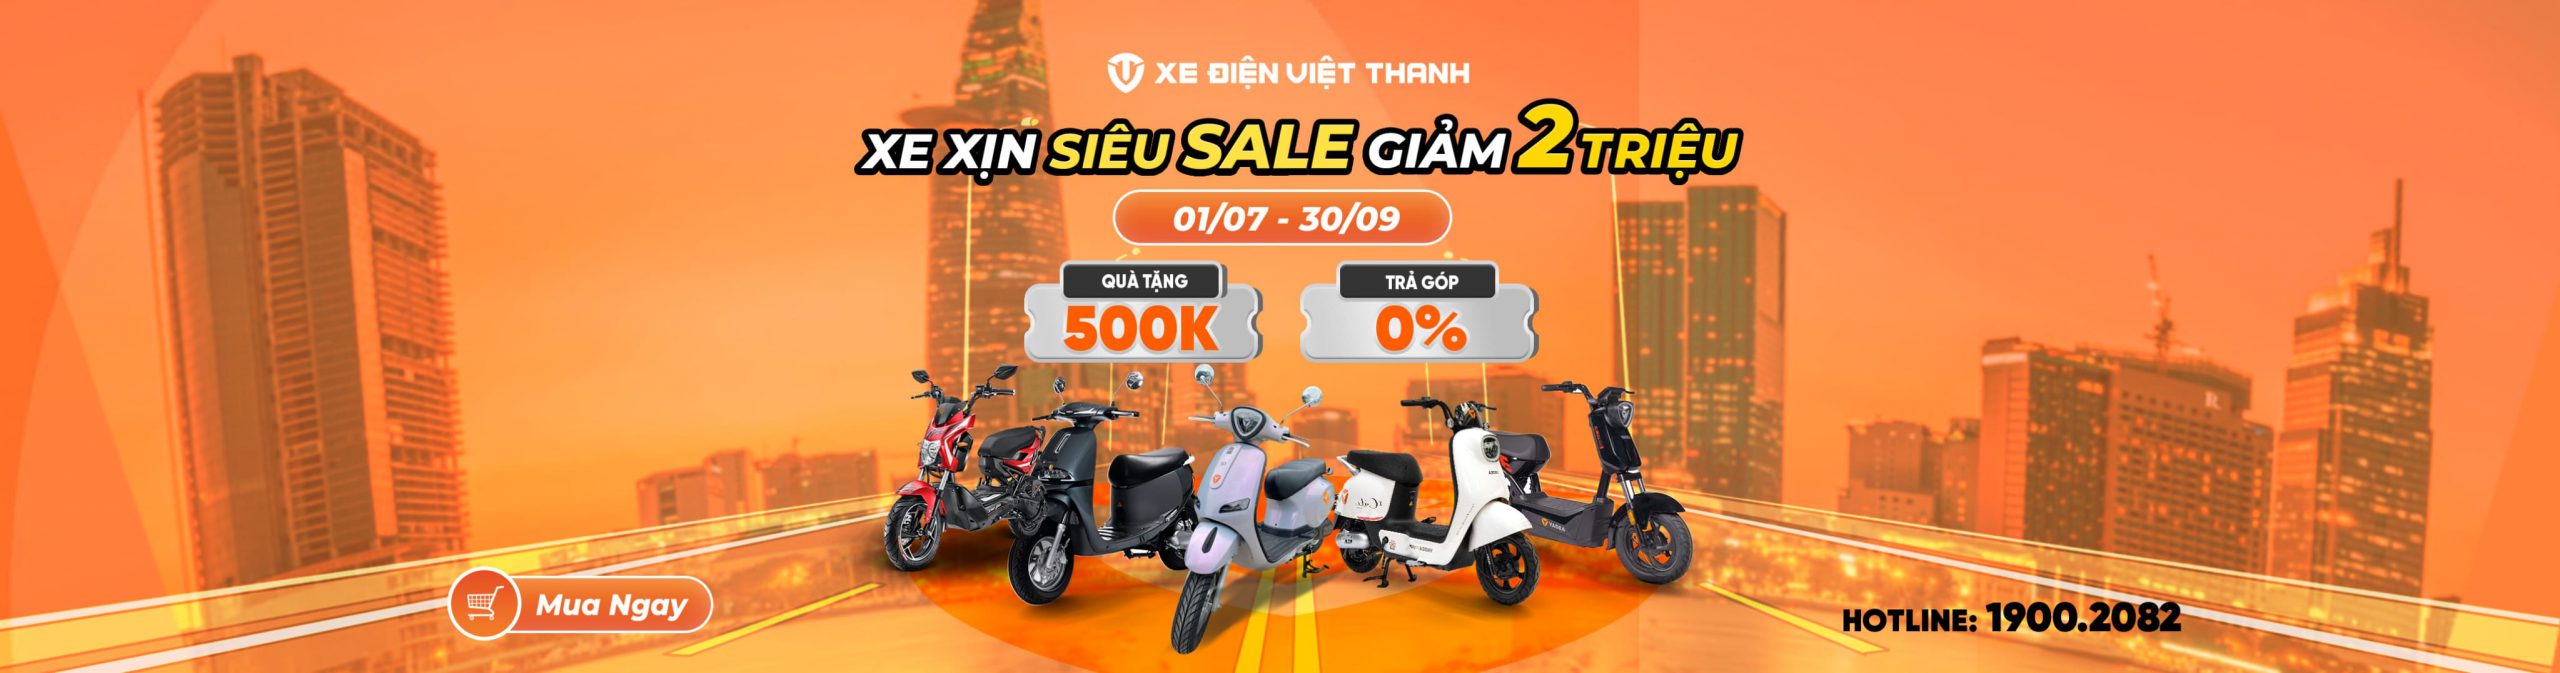 XE ĐIỆN VIỆT THANH
XE XỊN SIÊU SALE GIẢM 2 TRIỆU
01/07 - 30/09
QUÀ TẶNG
500K
TRẢ GÓP
0%
YADEA
Mua Ngay
HOTLINE: 1900.2082